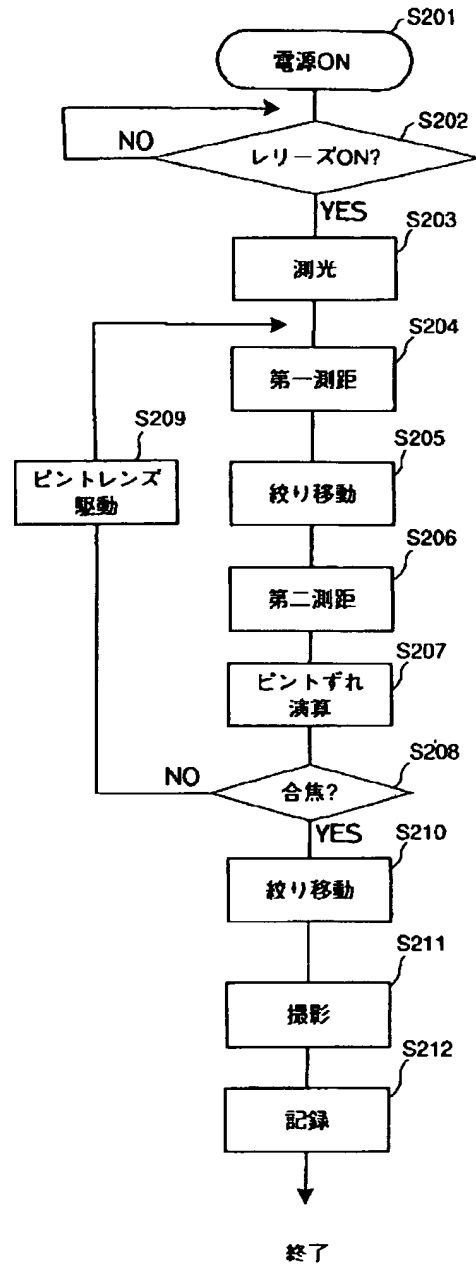 S201
電源ON
S202
NO
レリーズON?
YES
S203
測光
S204
第一測距
S209
ピントレンズ
駆動
S205
絞り移動
S206
第二測距
S207
ピントずれ
演算
S208
NO
合焦?
YES
S210
絞り移動
S211
撮影
S212
記録
終了